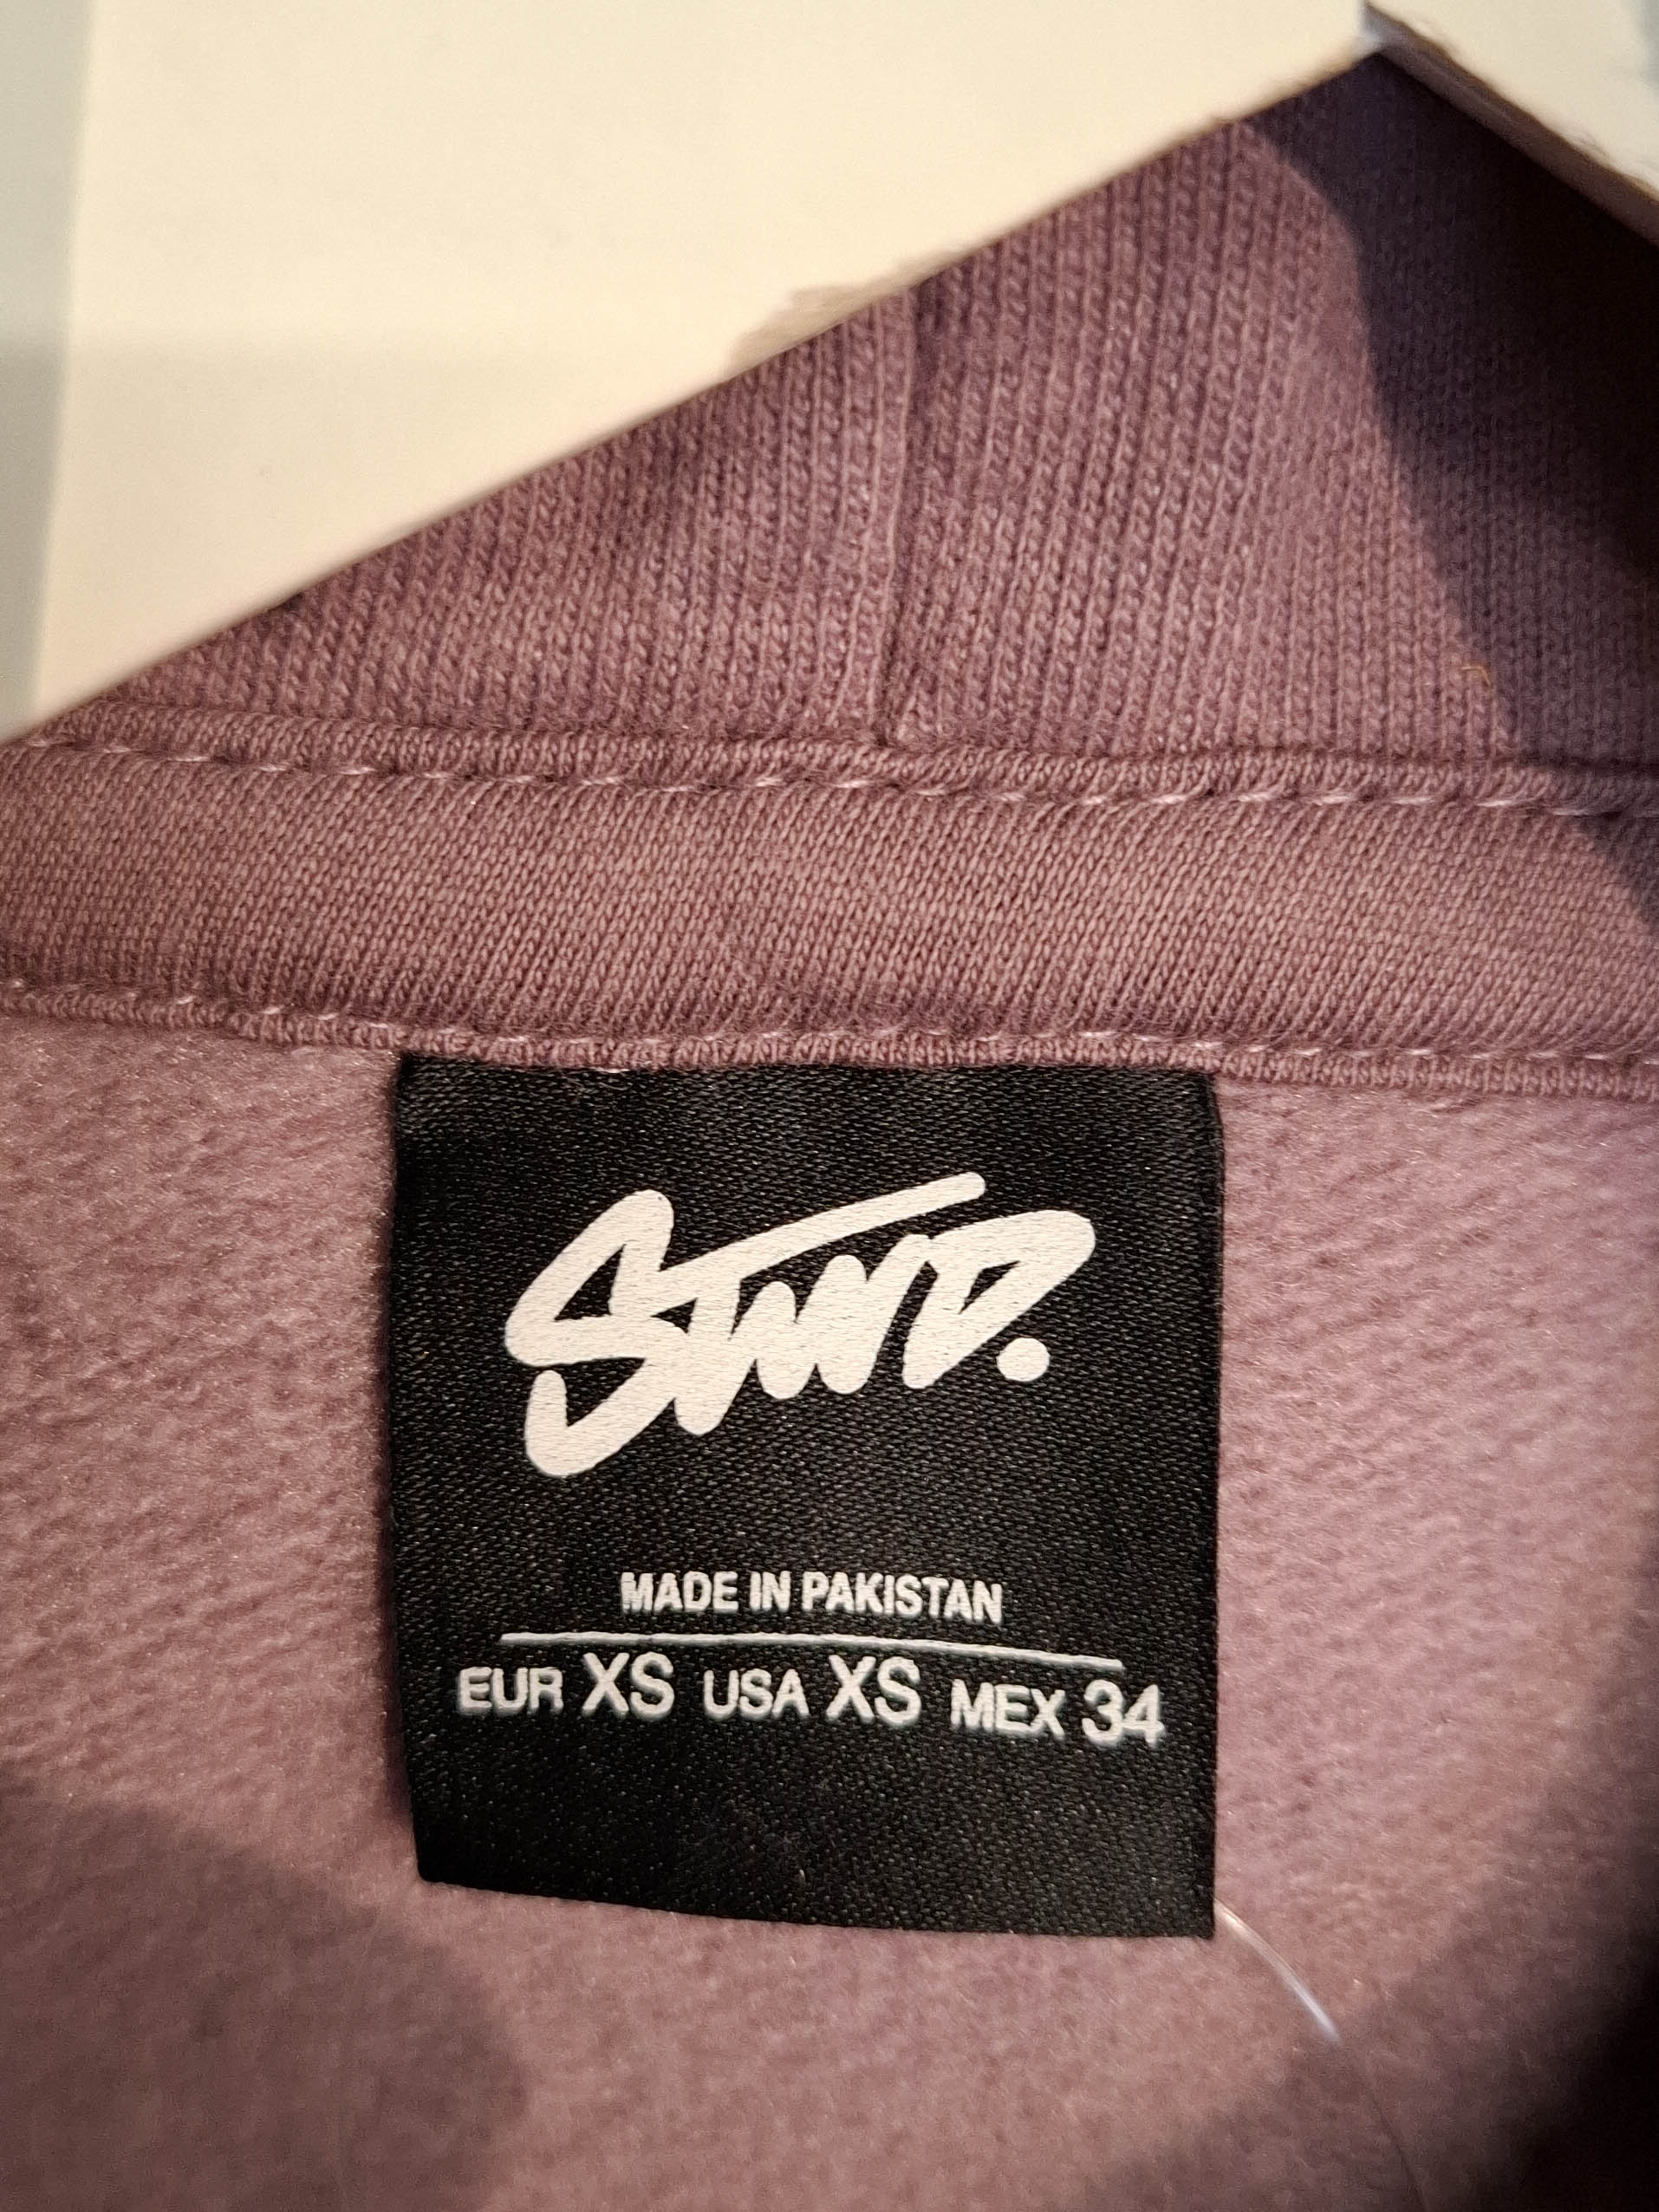 STWD.
MADE IN PAKISTAN
EUR XS USA XS MEX 34